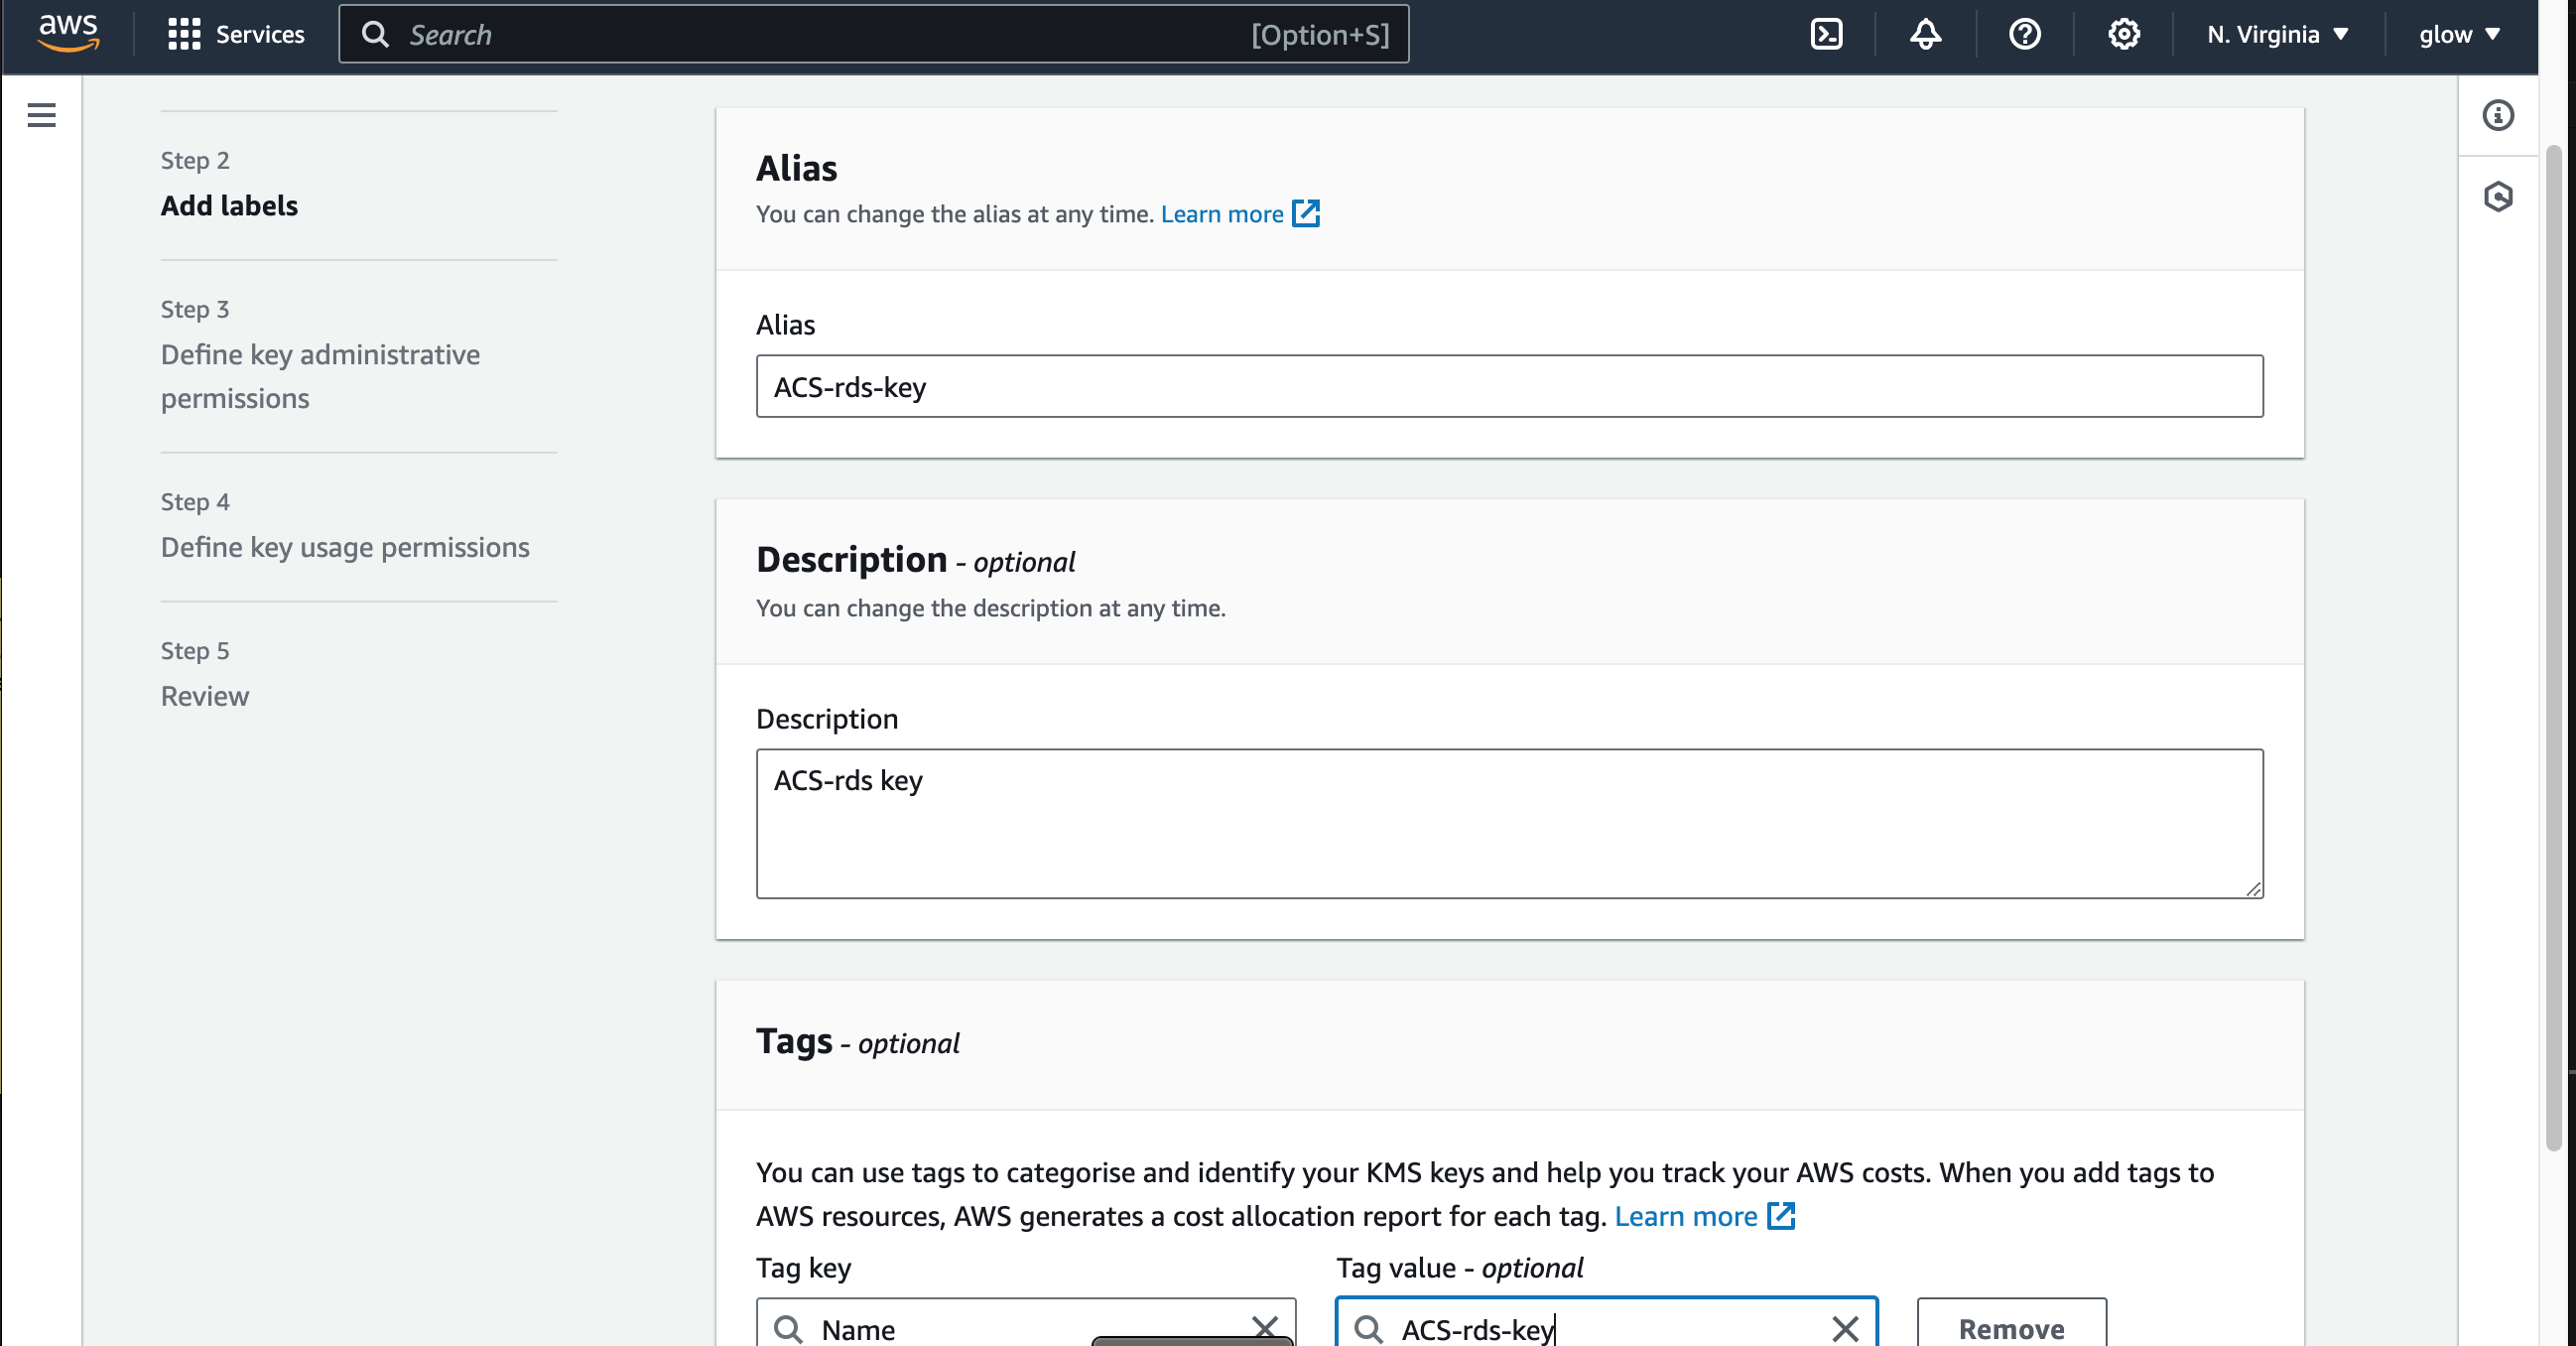 aws
Services
Search
[Option+S]
N. Virginia
glow
Step 2
Add labels
Step 3
Define key administrative
permissions
Step 4
Define key usage permissions
Step 5
Review
Alias
You can change the alias at any time. Learn more
Alias
ACS-rds-key
Description - optional
You can change the description at any time.
Description
ACS-rds key
Tags - optional
You can use tags to categorise and identify your KMS keys and help you track your AWS costs. When you add tags to
AWS resources, AWS generates a cost allocation report for each tag. Learn more
Tag key
Tag value - optional
Name
ACS-rds-key
Remove